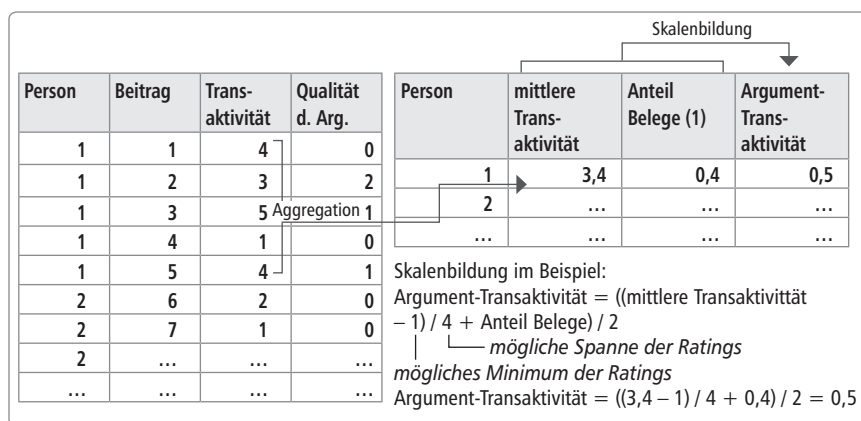 Skalenbildung
Person Beitrag Trans-aktivität Qualität d. Arg.
1 1 4 0
1 2 3 2
1 3 5 1
Aggregation
1 4 1 0
1 5 4 1
2 6 2 0
2 7 1 0
2 ... ... ...
... ... ... ...
Person mittlere Trans-aktivität Anteil Belege (1) Argument-Trans-aktivität
1 3,4 0,4 0,5
2 ... ... ...
... ... ... ...
Skalenbildung im Beispiel:
Argument-Transaktivität = ((mittlere Transaktivittät
– 1) / 4 + Anteil Belege) / 2
mögliche Spanne der Ratings
mögliches Minimum der Ratings
Argument-Transaktivität = ((3,4 – 1) / 4 + 0,4) / 2 = 0,5